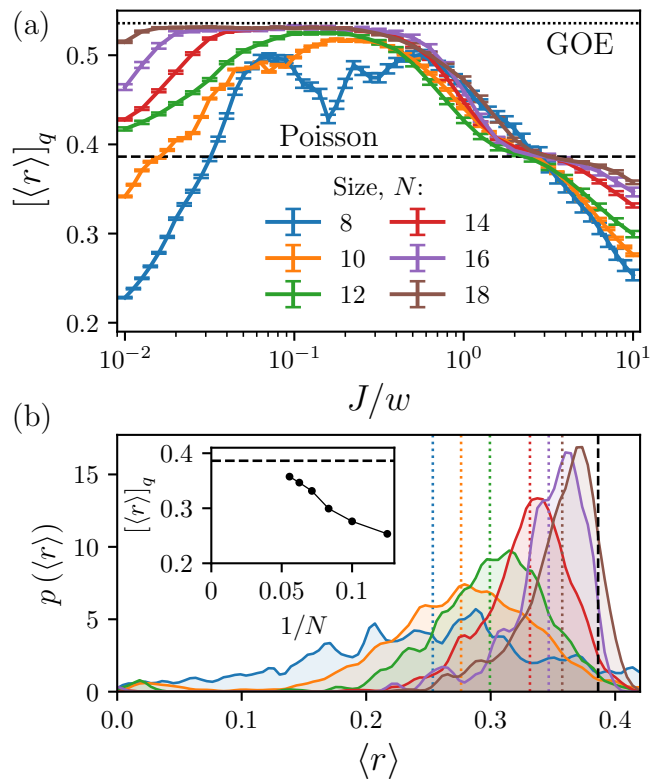 (a)
0.5
0.4
0.3
0.2
[⟨r⟩]q
GOE
Poisson
Size, N:
8
10
12
14
16
18
10⁻²
10⁻¹
10⁰
10¹
J/w
(b)
15
10
5
0
p(⟨r⟩)
0.4
0.3
0.2
[⟨r⟩]q
0
0.05
0.1
1/N
0.0
0.1
0.2
0.3
0.4
⟨r⟩